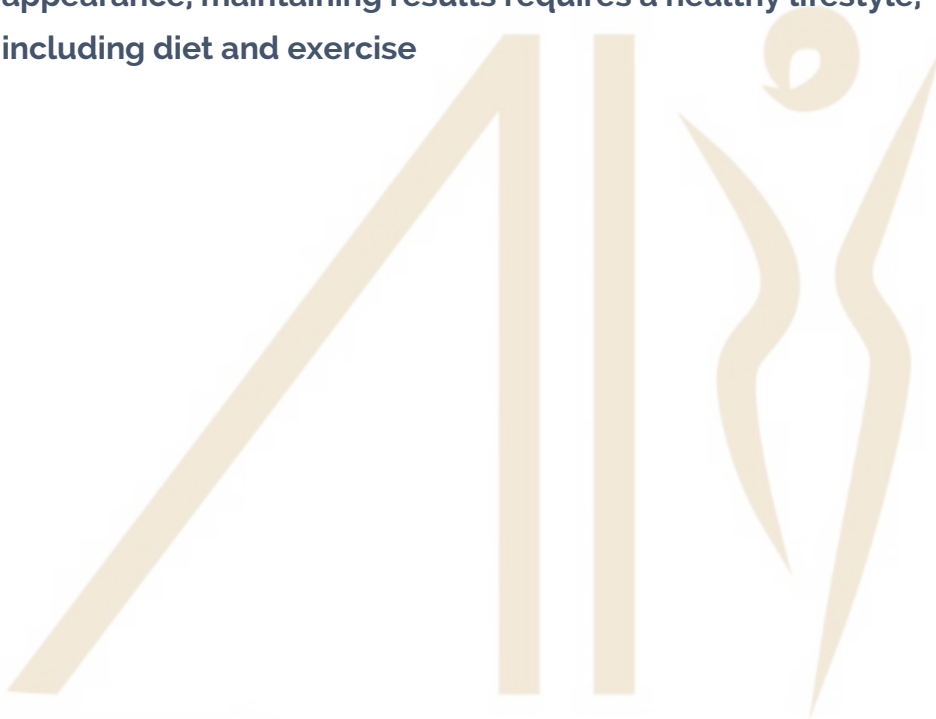 appearance, maintaining results requires a healthy lifestyle,
including diet and exercise